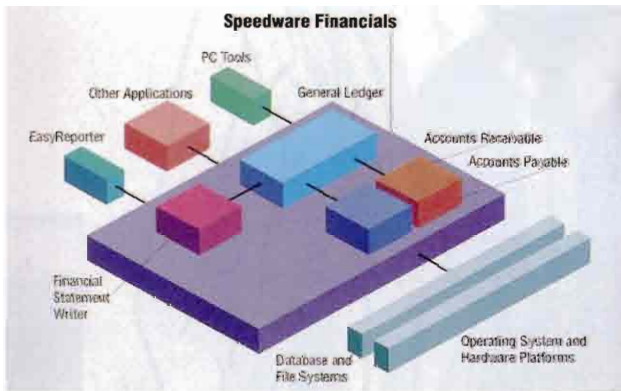 Speedware Financials
PC Tools
General Ledger
Other Applications
Accounts Receivable
EasyReporter
Accounts Payable
Financial
Statement
Writer
Database and
File Systems
Operating System and
Hardware Platforms